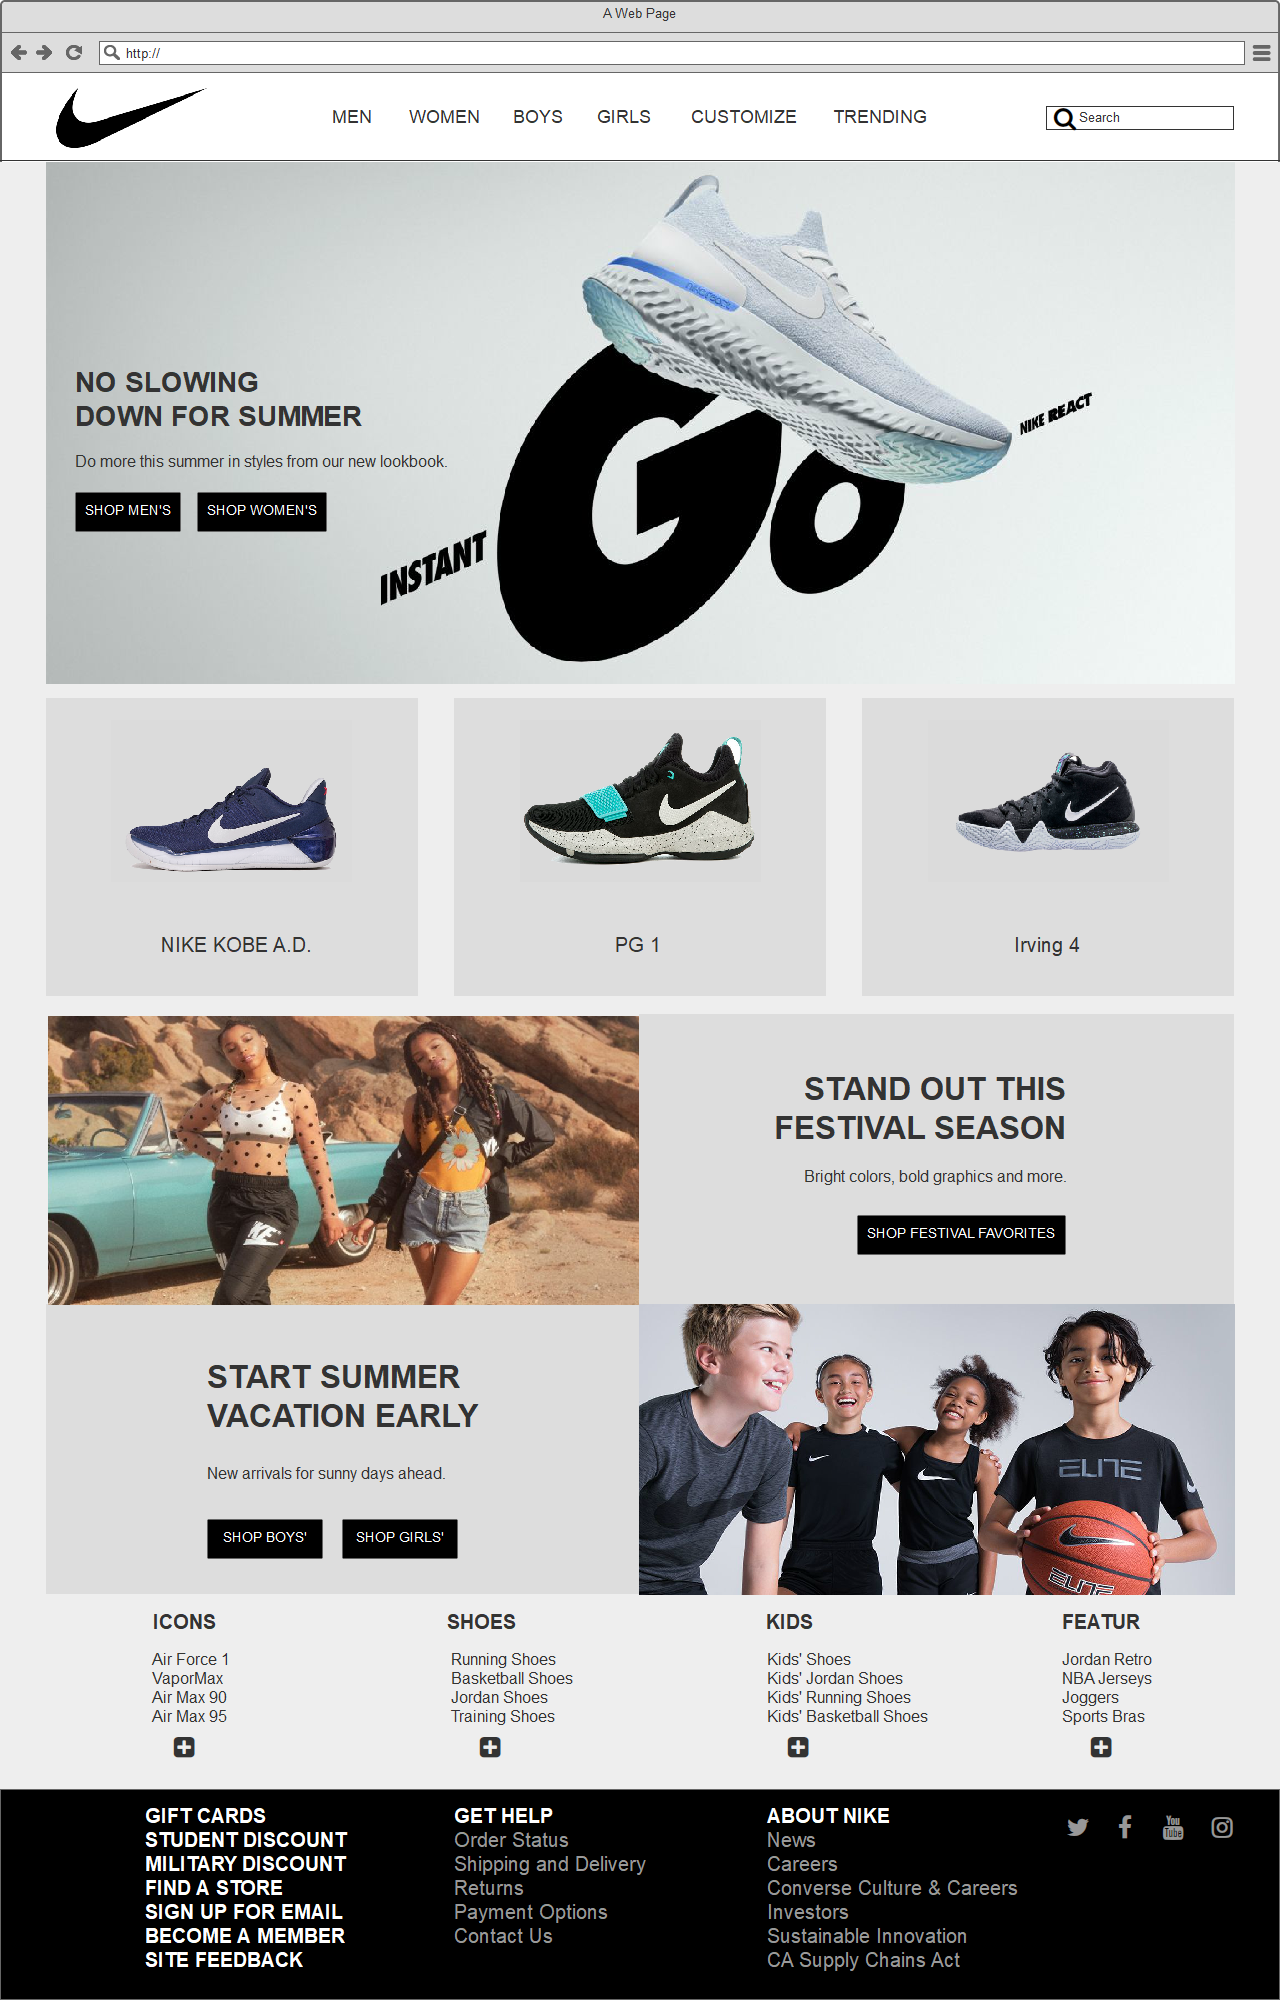 A Web Page
http://
MEN WOMEN BOYS GIRLS CUSTOMIZE TRENDING
Search
NIKE REACT
NO SLOWING
DOWN FOR SUMMER
Do more this summer in styles from our new lookbook.
SHOP MEN'S SHOP WOMEN'S
INSTANT
Go
NIKE KOBE A.D. PG 1 Irving 4
STAND OUT THIS
FESTIVAL SEASON
Bright colors, bold graphics and more.
SHOP FESTIVAL FAVORITES
START SUMMER
VACATION EARLY
New arrivals for sunny days ahead.
SHOP BOYS' SHOP GIRLS'
ELITE
ELITE
ICONS
Air Force 1
VaporMax
Air Max 90
Air Max 95
SHOES
Running Shoes
Basketball Shoes
Jordan Shoes
Training Shoes
KIDS
Kids' Shoes
Kids' Jordan Shoes
Kids' Running Shoes
Kids' Basketball Shoes
FEATUR
Jordan Retro
NBA Jerseys
Joggers
Sports Bras
GIFT CARDS
STUDENT DISCOUNT
MILITARY DISCOUNT
FIND A STORE
SIGN UP FOR EMAIL
BECOME A MEMBER
SITE FEEDBACK
GET HELP
Order Status
Shipping and Delivery
Returns
Payment Options
Contact Us
ABOUT NIKE
News
Careers
Converse Culture & Careers
Investors
Sustainable Innovation
CA Supply Chains Act
You
Tube